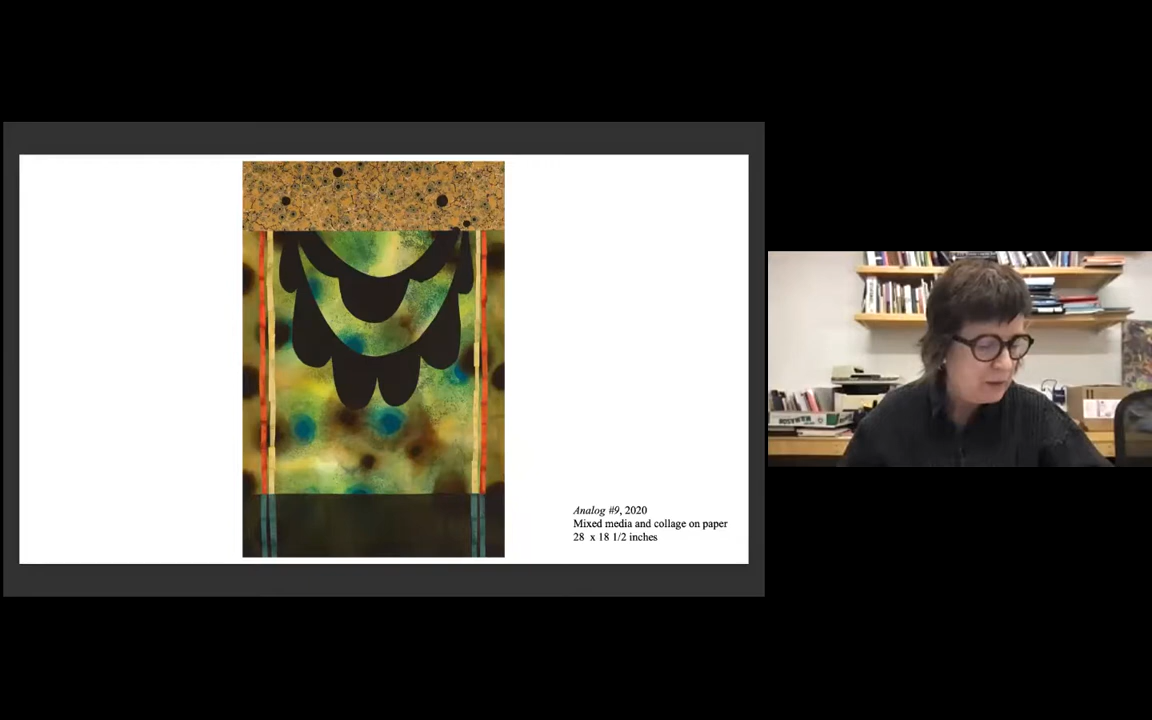 Analog #9, 2020
Mixed media and collage on paper
28 x 18 1/2 inches